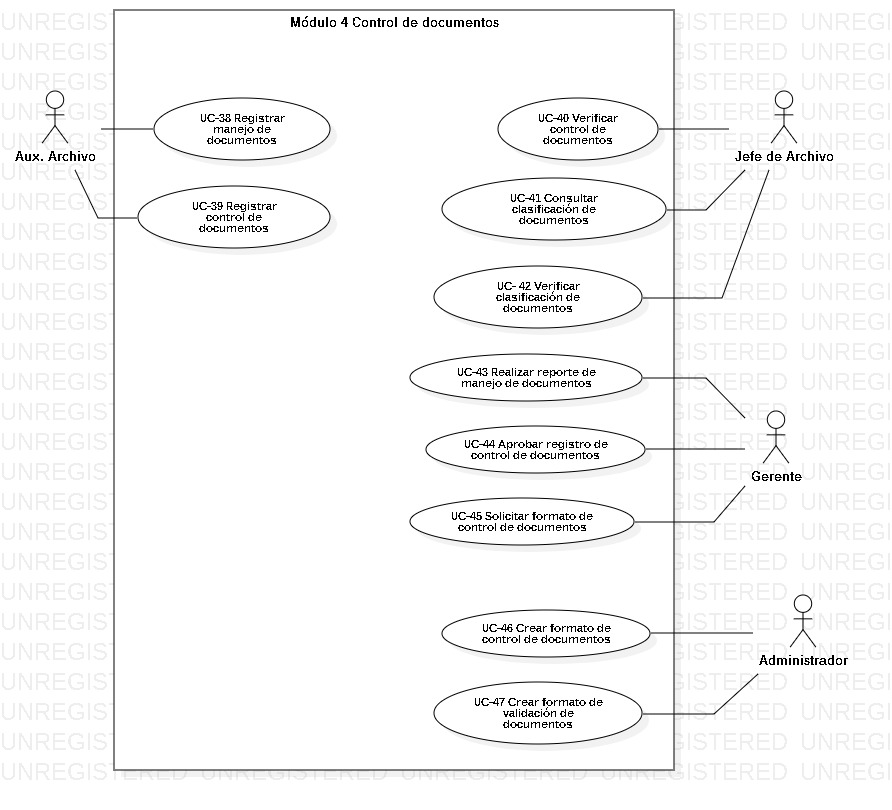 Módulo 4 Control de documentos
Aux. Archivo
UC-38 Registrar
manejo de
documentos
UC-39 Registrar
control de
documentos
UC-40 Verificar
control de
documentos
Jefe de Archivo
UC-41 Consultar
clasificación de
documentos
UC- 42 Verificar
clasificación de
documentos
UC-43 Realizar reporte de
manejo de documentos
UC-44 Aprobar registro de
control de documentos
Gerente
UC-45 Solicitar formato de
control de documentos
UC-46 Crear formato de
control de documentos
Administrador
UC-47 Crear formato de
validación de
documentos
UNREGISTERED